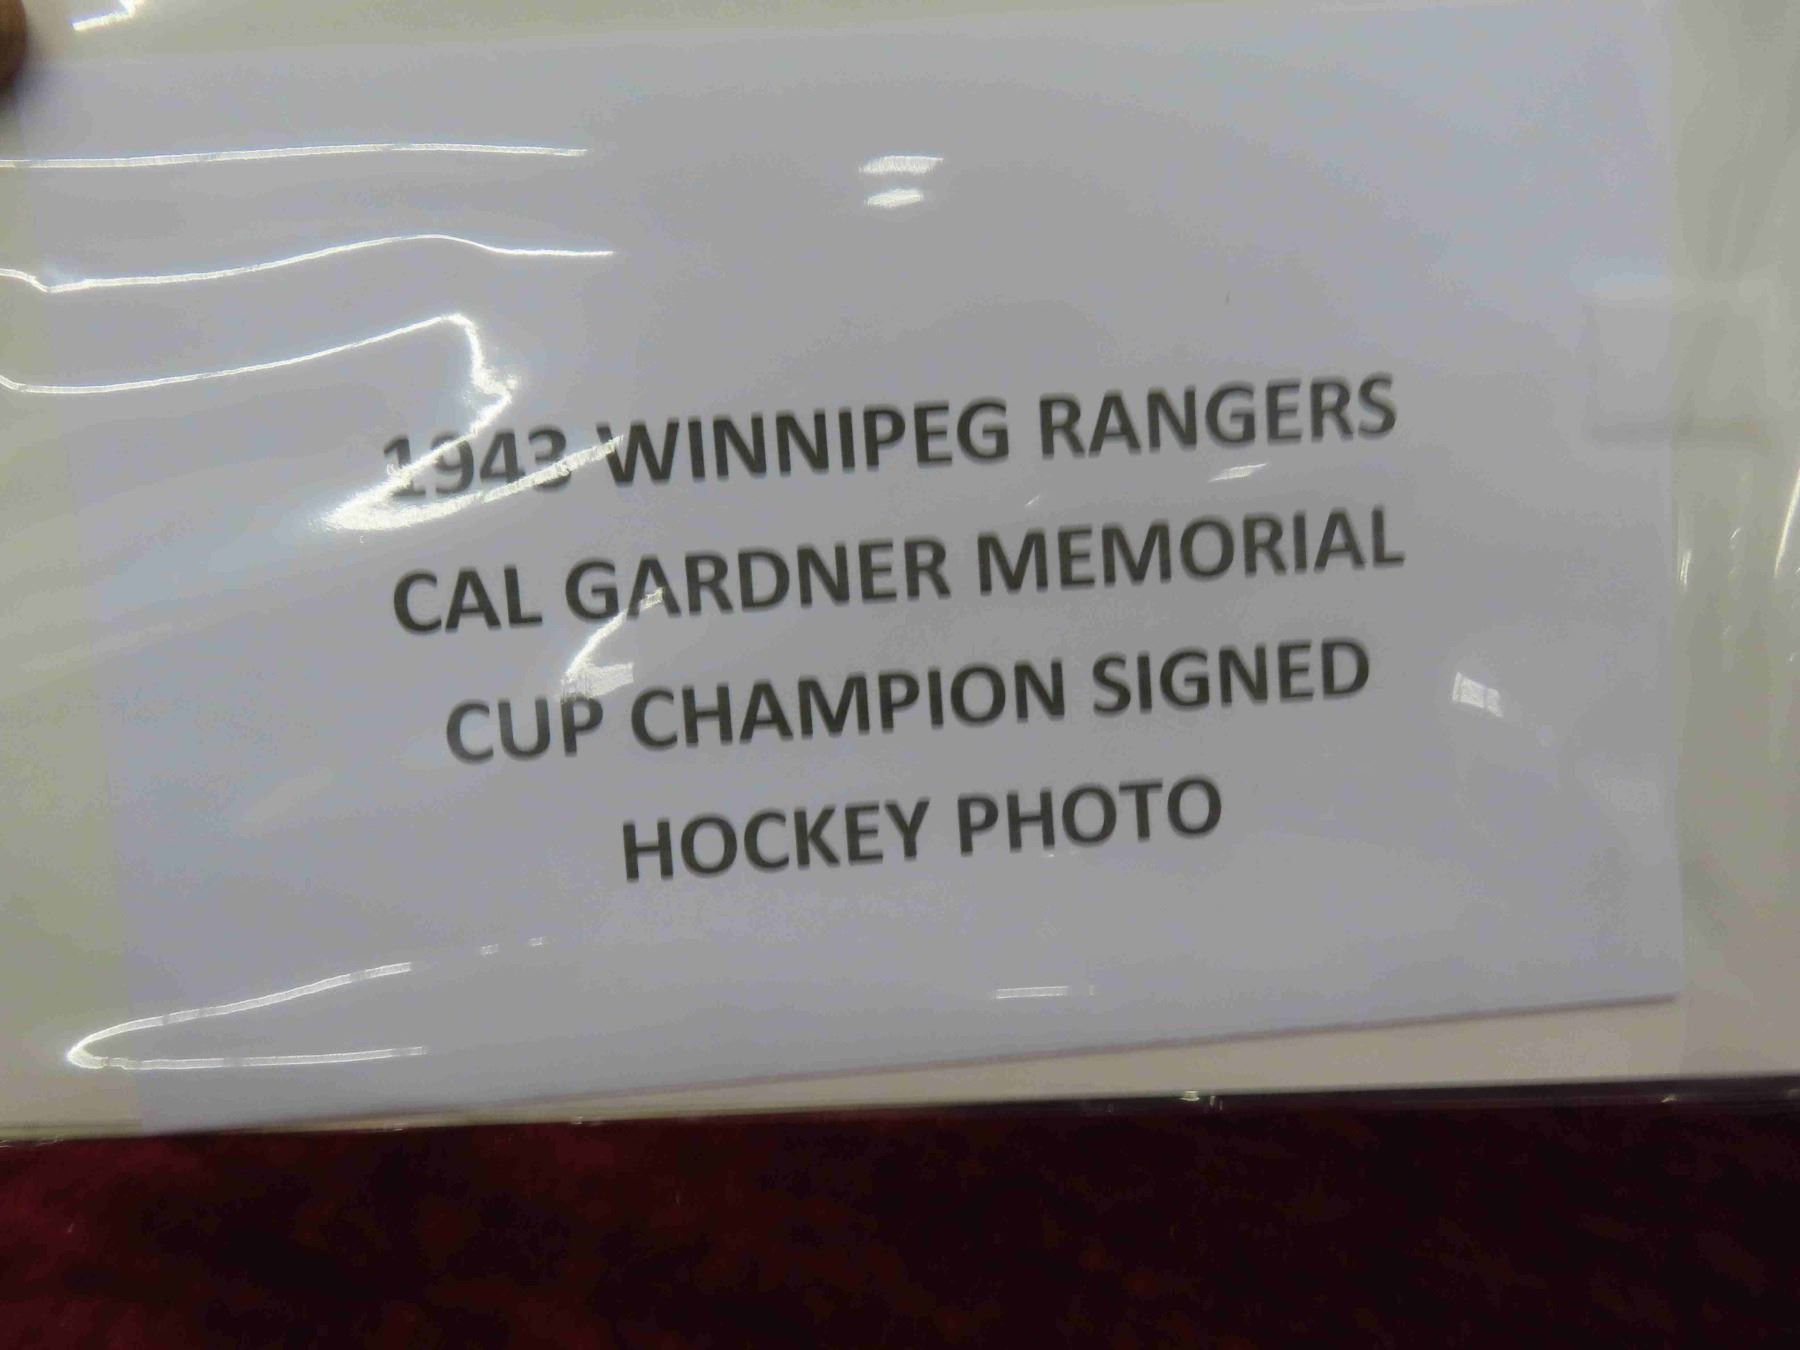 1943 WINNIPEG RANGERS
CAL GARDNER MEMORIAL
CUP CHAMPION SIGNED
HOCKEY PHOTO